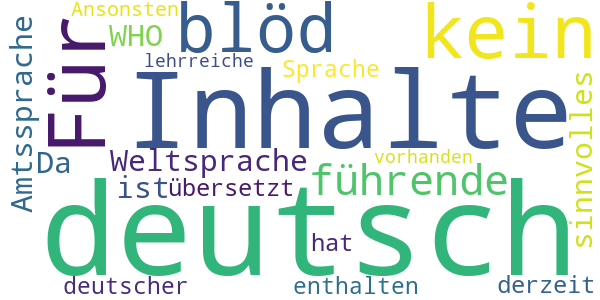 Ansonsten
WHO
blöd
kein
Für
lehrreiche
Sprache
Amtssprache
Inhalte
sinnvolles
Da
Weltsprache
vorhanden
ist
übersetzt
führende
deutsch
hat
deutscher
enthalten
derzeit